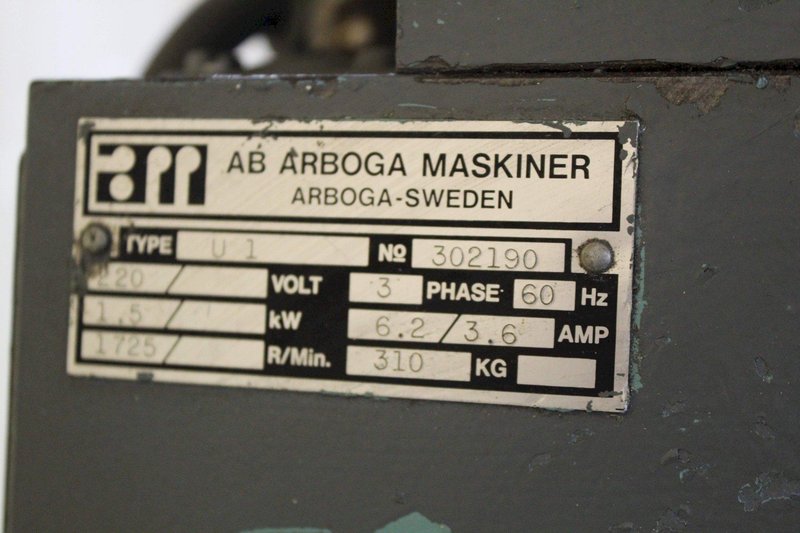 am AB ARBOGA MASKINER
ARBOGA-SWEDEN
TYPE U 1 Nº 302190
220 / VOLT 3 PHASE 60 Hz
1.5 / kW 6.2 / 3.6 AMP
1725 / R/Min. 310 KG